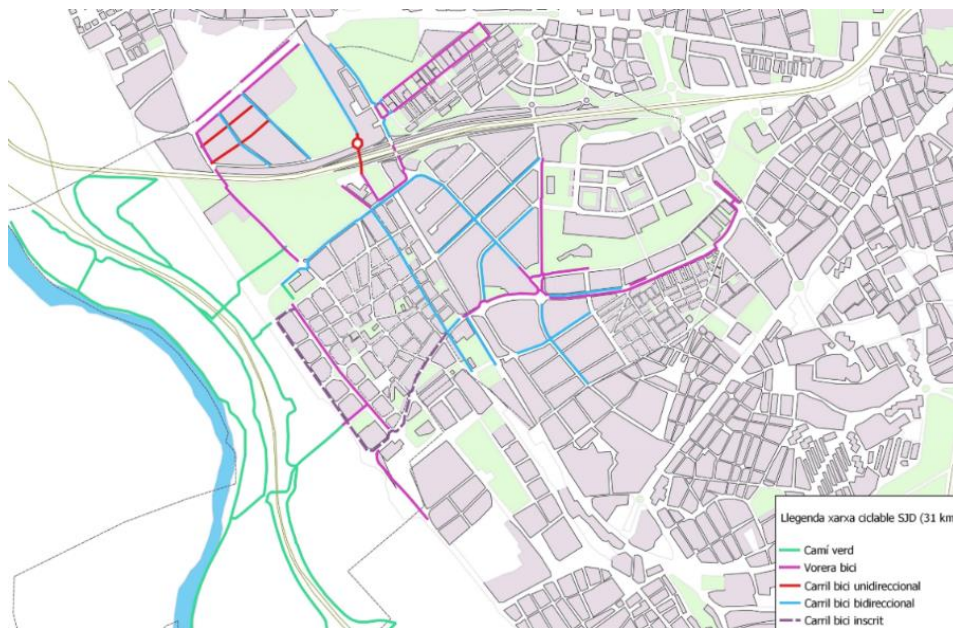 Llegenda xarxa ciclable SJD (31 km
Camí verd
Vorera bici
Carril bici unidireccional
Carril bici bidireccional
Carril bici inscrit